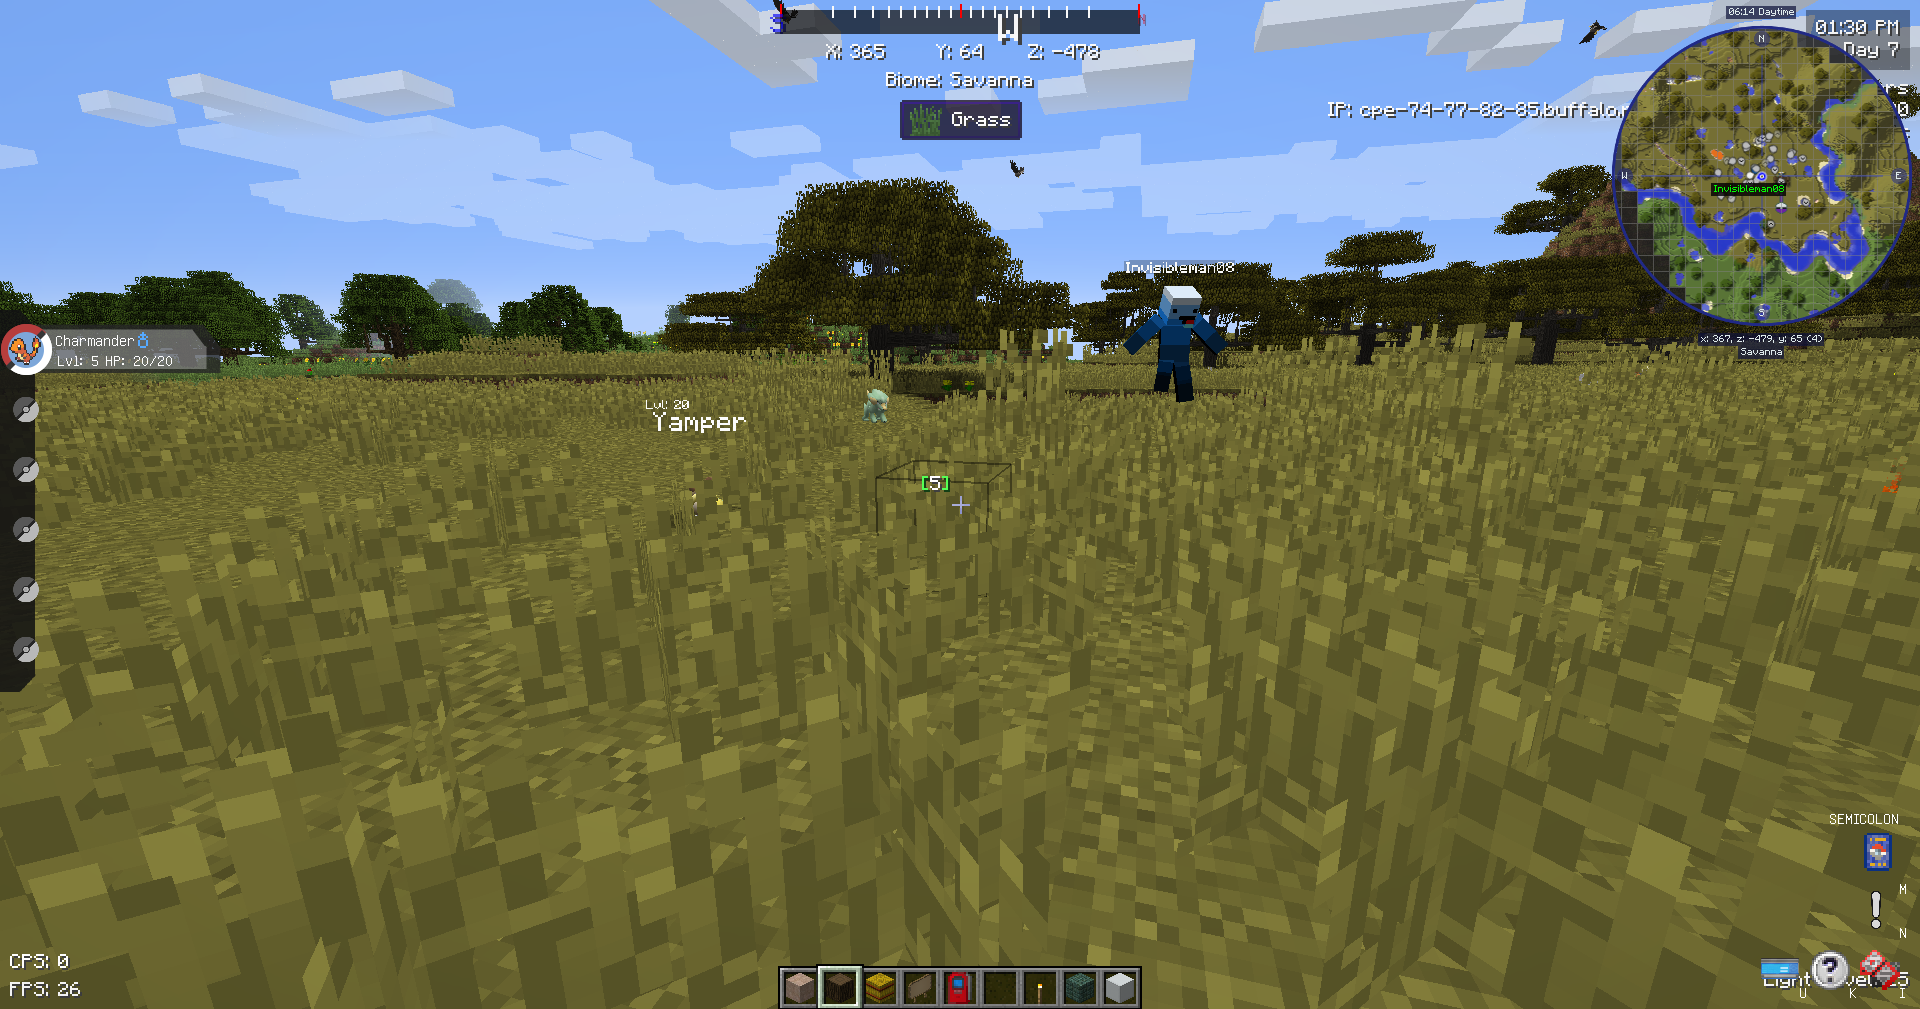 S
W
N
X: 365 Y: 64 Z: -478
Biome: Savanna
Grass
IP: cpe-74-77-82-85.buffalo.r
06:14 Daytime
01:30 PM
Day 7
N
W
E
S
Invisibleman08
x: 367, z: -479, y: 65 (4)
Savanna
Invisibleman08
Charmander
Lvl: 5 HP: 20/20
Lvl: 20
Yamper
[5]
SEMICOLON
M
N
U
K
I
CPS: 0
FPS: 26